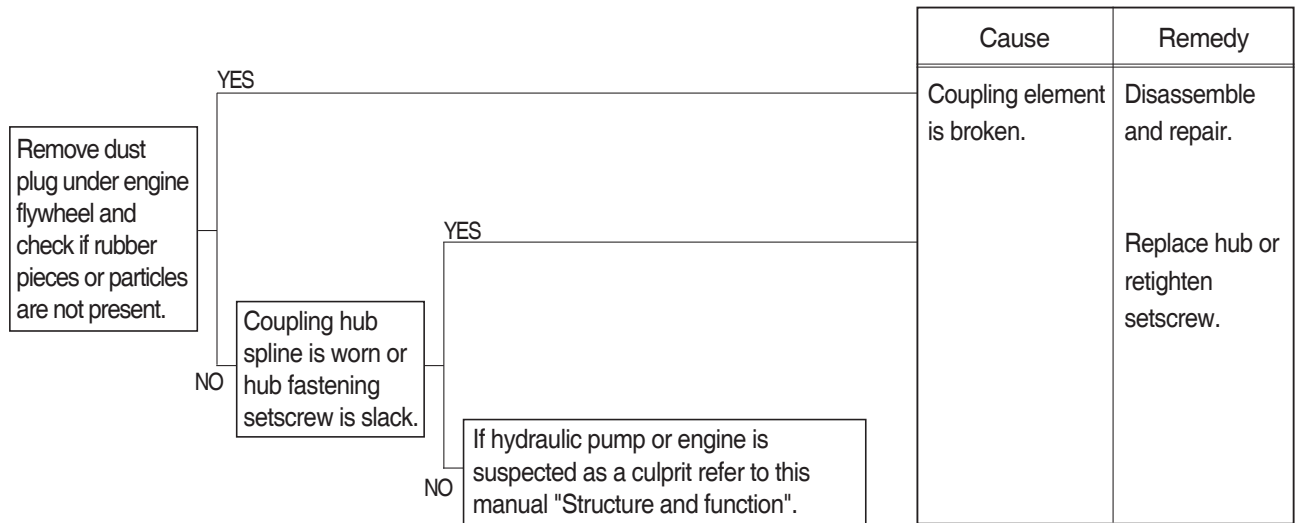 Cause
Remedy
YES
Coupling element
is broken.
Disassemble
and repair.
Remove dust
plug under engine
flywheel and
check if rubber
pieces or particles
are not present.
YES
Replace hub or
retighten
setscrew.
NO
Coupling hub
spline is worn or
hub fastening
setscrew is slack.
NO
If hydraulic pump or engine is
suspected as a culprit refer to this
manual "Structure and function".